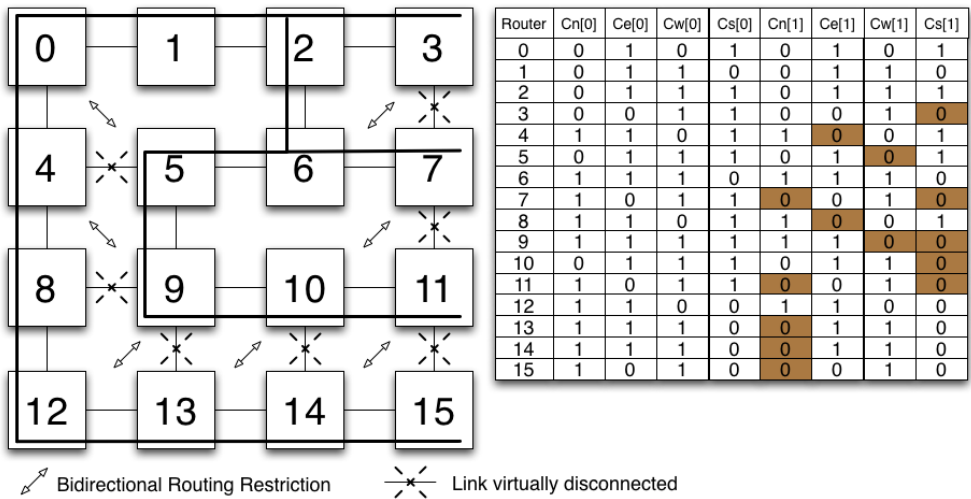 0 1 2 3
4 5 6 7
8 9 10 11
12 13 14 15
Bidirectional Routing Restriction
Link virtually disconnected
Router Cn[0] Ce[0] Cw[0] Cs[0] Cn[1] Ce[1] Cw[1] Cs[1]
0 0 1 0 1 0 1 0 1
1 0 1 1 0 0 1 1 0
2 0 1 1 1 0 1 1 1
3 0 0 1 1 0 0 1 0
4 1 1 0 1 1 0 0 1
5 0 1 1 1 0 1 0 1
6 1 1 1 0 1 1 1 0
7 1 0 1 1 0 0 1 0
8 1 1 0 1 1 0 0 1
9 1 1 1 1 1 1 0 0
10 0 1 1 1 0 1 1 0
11 1 0 1 1 0 0 1 0
12 1 1 0 0 1 1 0 0
13 1 1 1 0 0 1 1 0
14 1 1 1 0 0 1 1 0
15 1 0 1 0 0 0 1 0